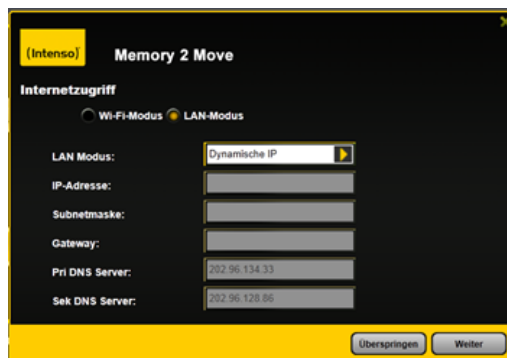 (Intenso)
Memory 2 Move
Internetzugriff
Wi-Fi-Modus LAN-Modus
LAN Modus: Dynamische IP
IP-Adresse:
Subnetmaske:
Gateway:
Pri DNS Server: 202.96.134.33
Sek DNS Server: 202.96.128.86
Überspringen Weiter